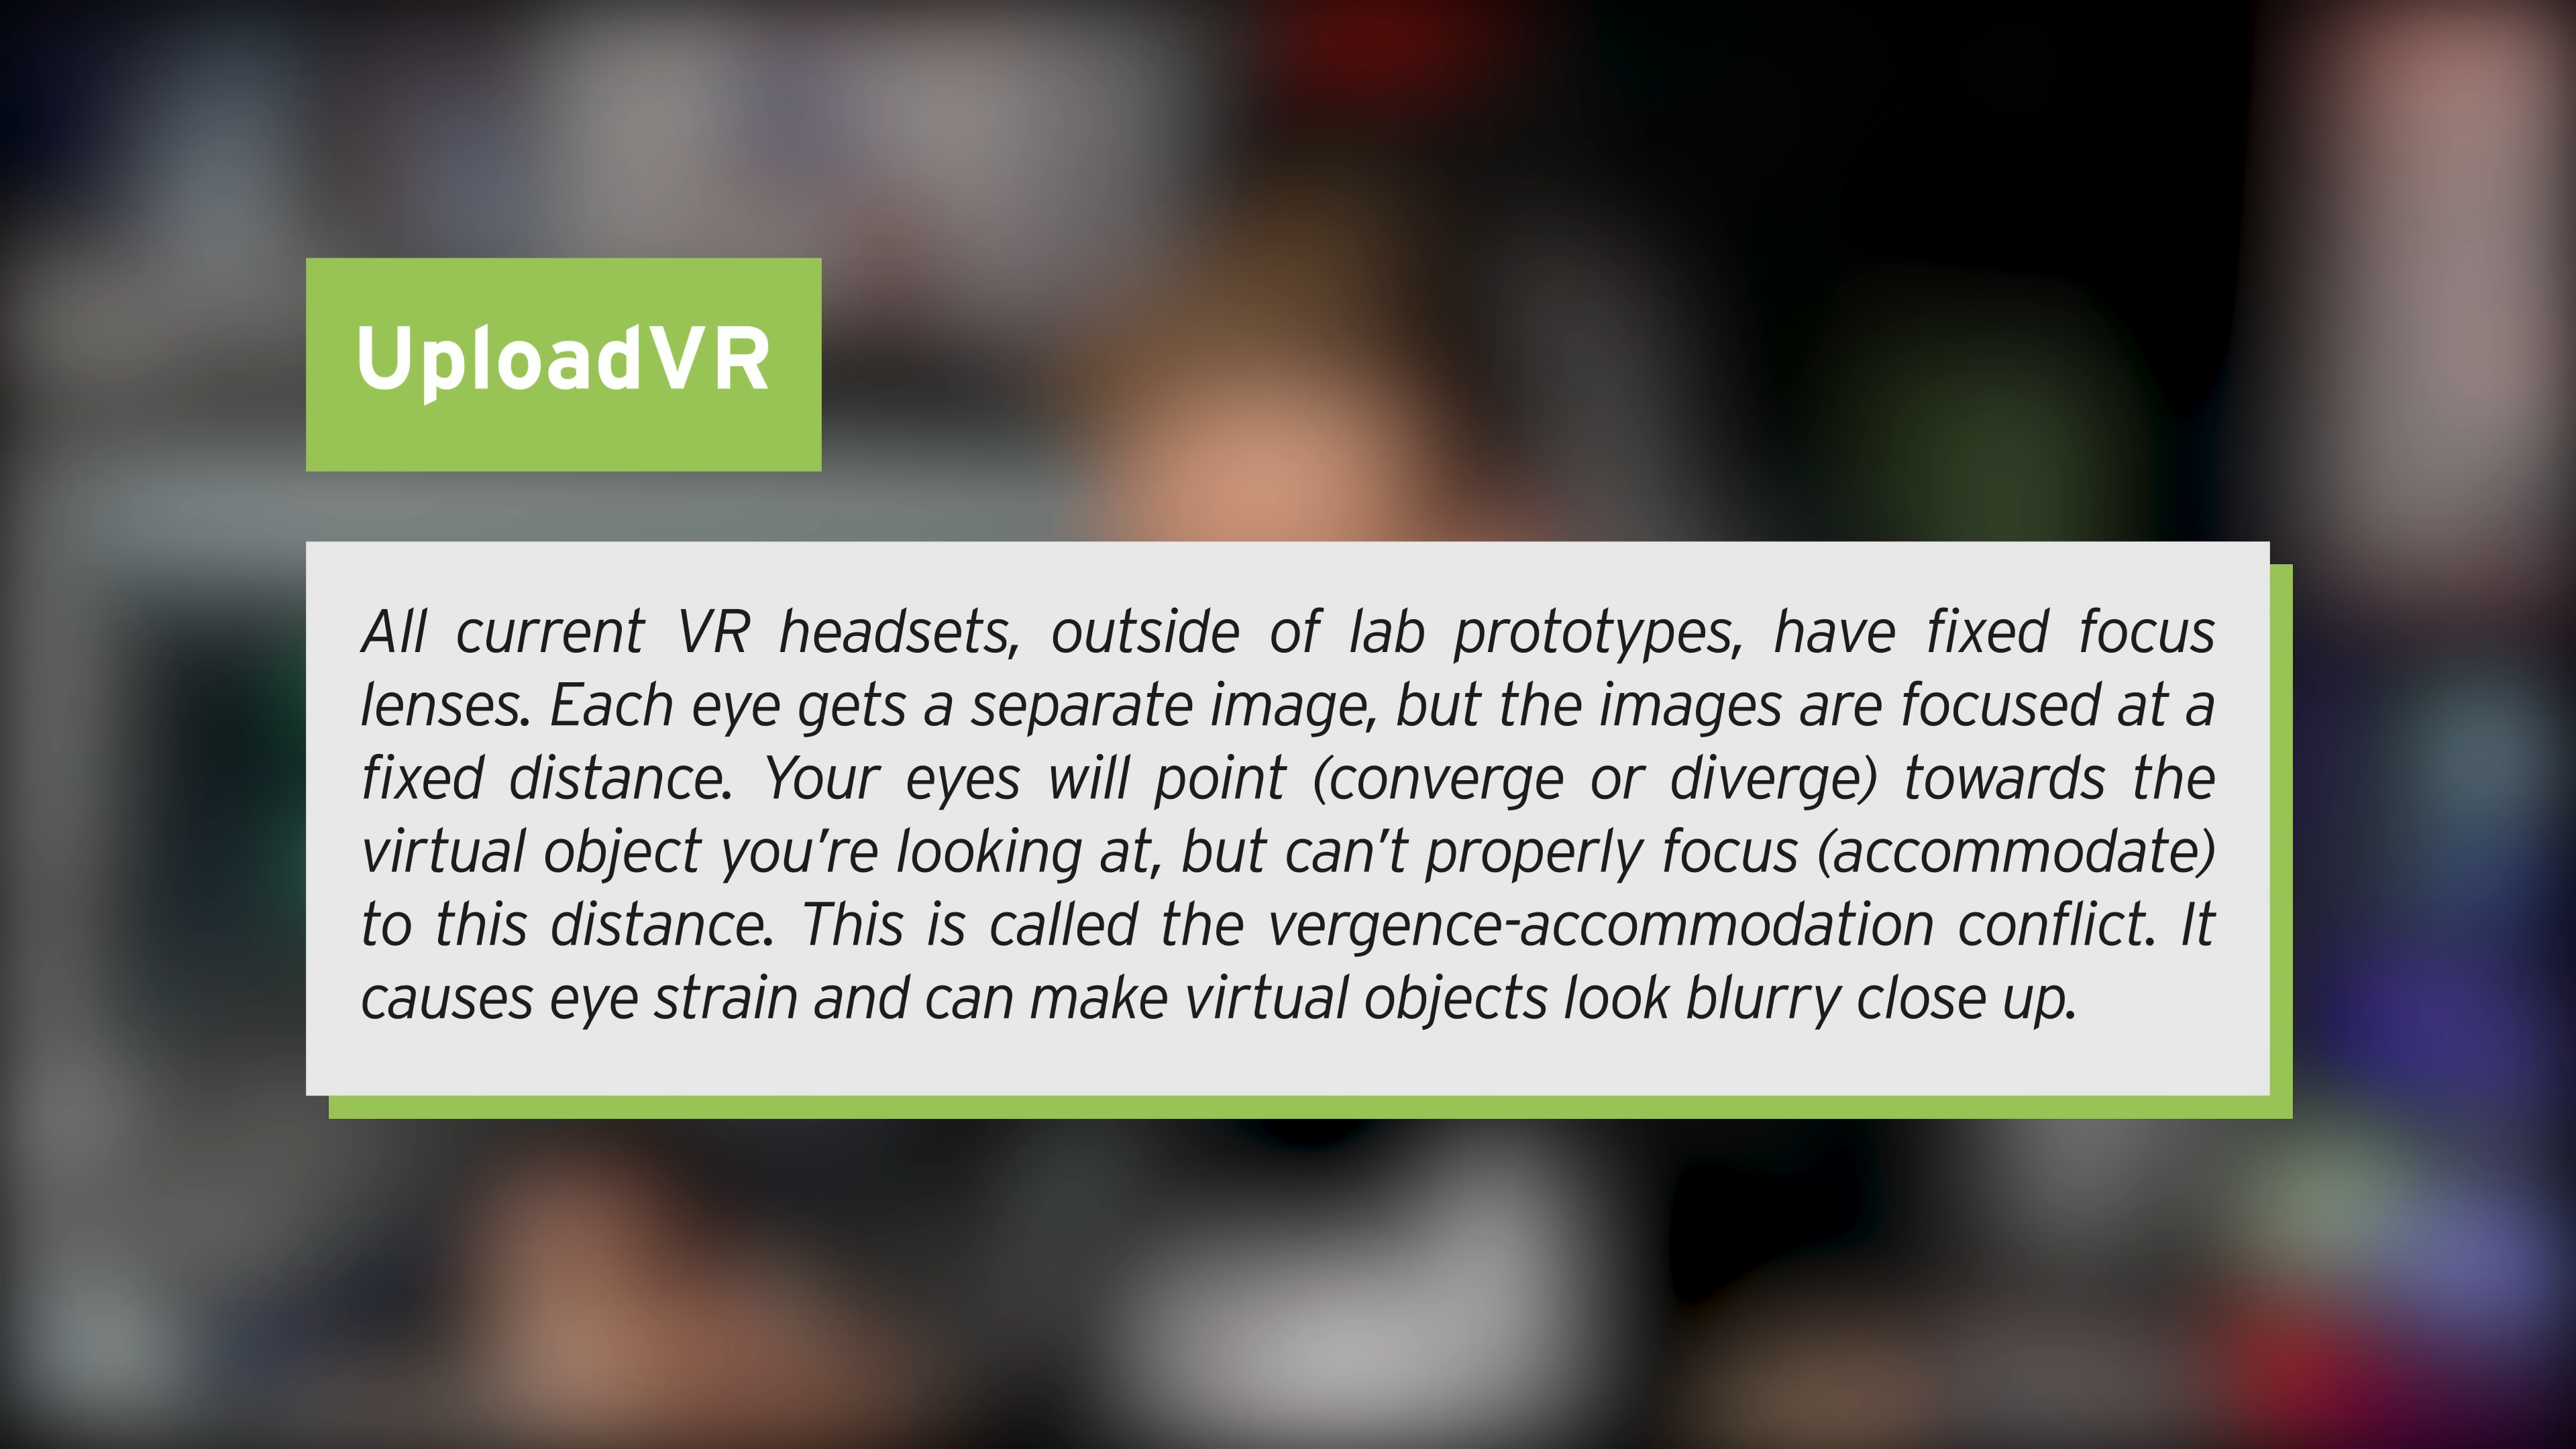 UploadVR
All current VR headsets, outside of lab prototypes, have fixed focus
lenses. Each eye gets a separate image, but the images are focused at a
fixed distance. Your eyes will point (converge or diverge) towards the
virtual object you’re looking at, but can’t properly focus (accommodate)
to this distance. This is called the vergence-accommodation conflict. It
causes eye strain and can make virtual objects look blurry close up.